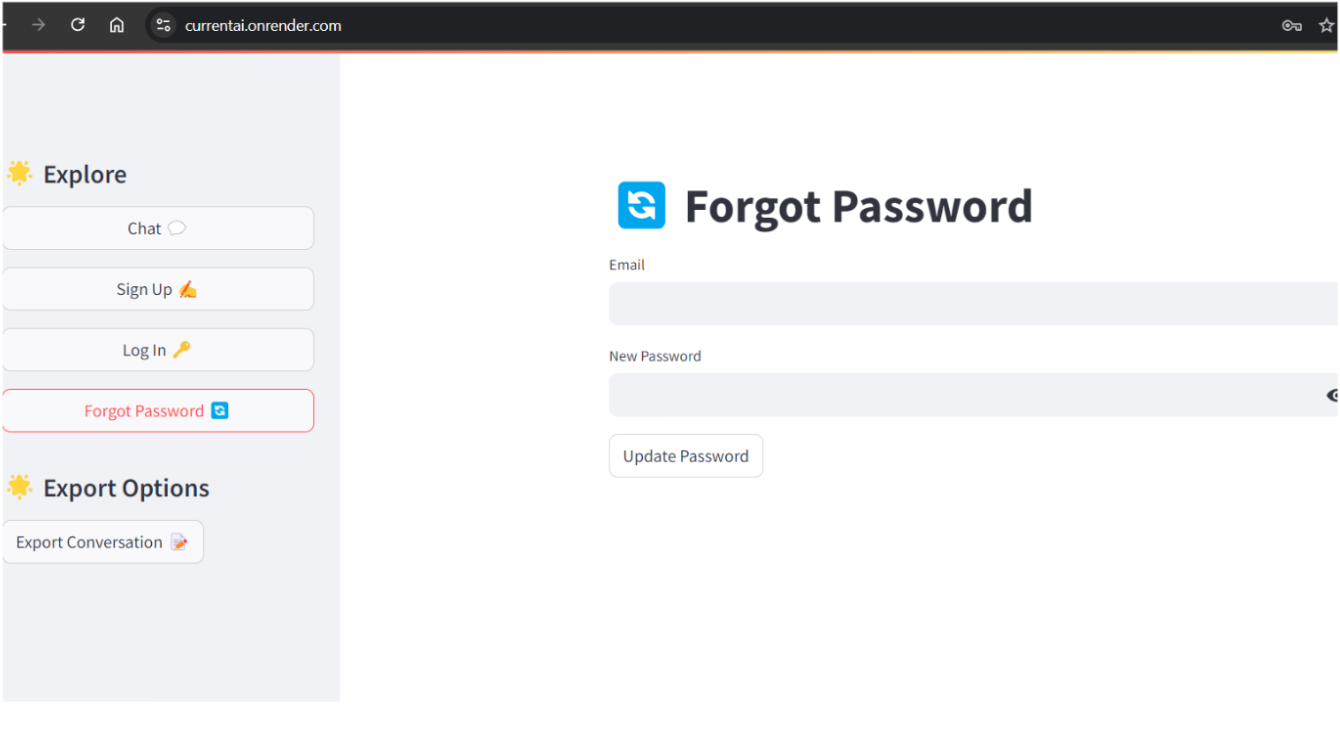 currentai.onrender.com
Explore
Chat
Sign Up
Log In
Forgot Password
Export Options
Export Conversation
Forgot Password
Email
New Password
Update Password